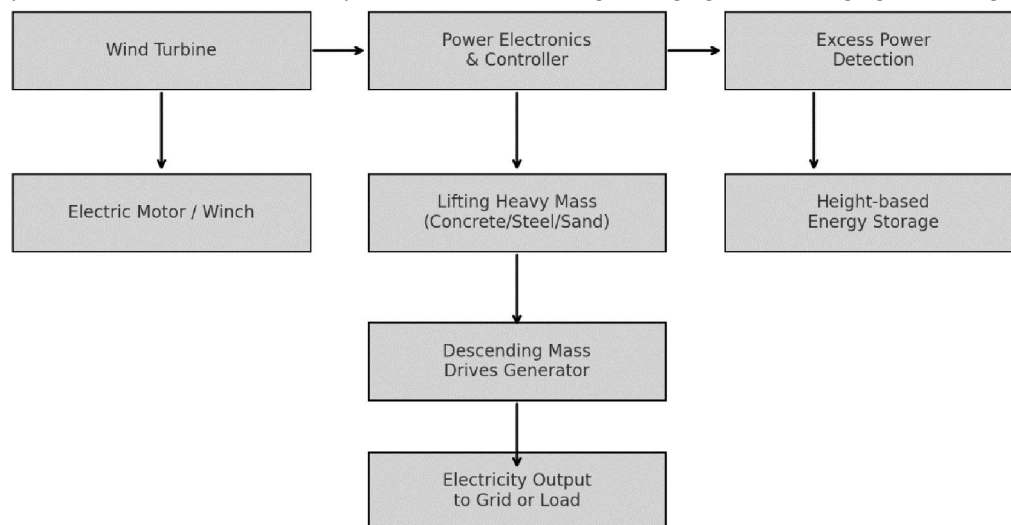 Wind Turbine
Power Electronics
& Controller
Excess Power
Detection
Electric Motor / Winch
Lifting Heavy Mass
(Concrete/Steel/Sand)
Height-based
Energy Storage
Descending Mass
Drives Generator
Electricity Output
to Grid or Load